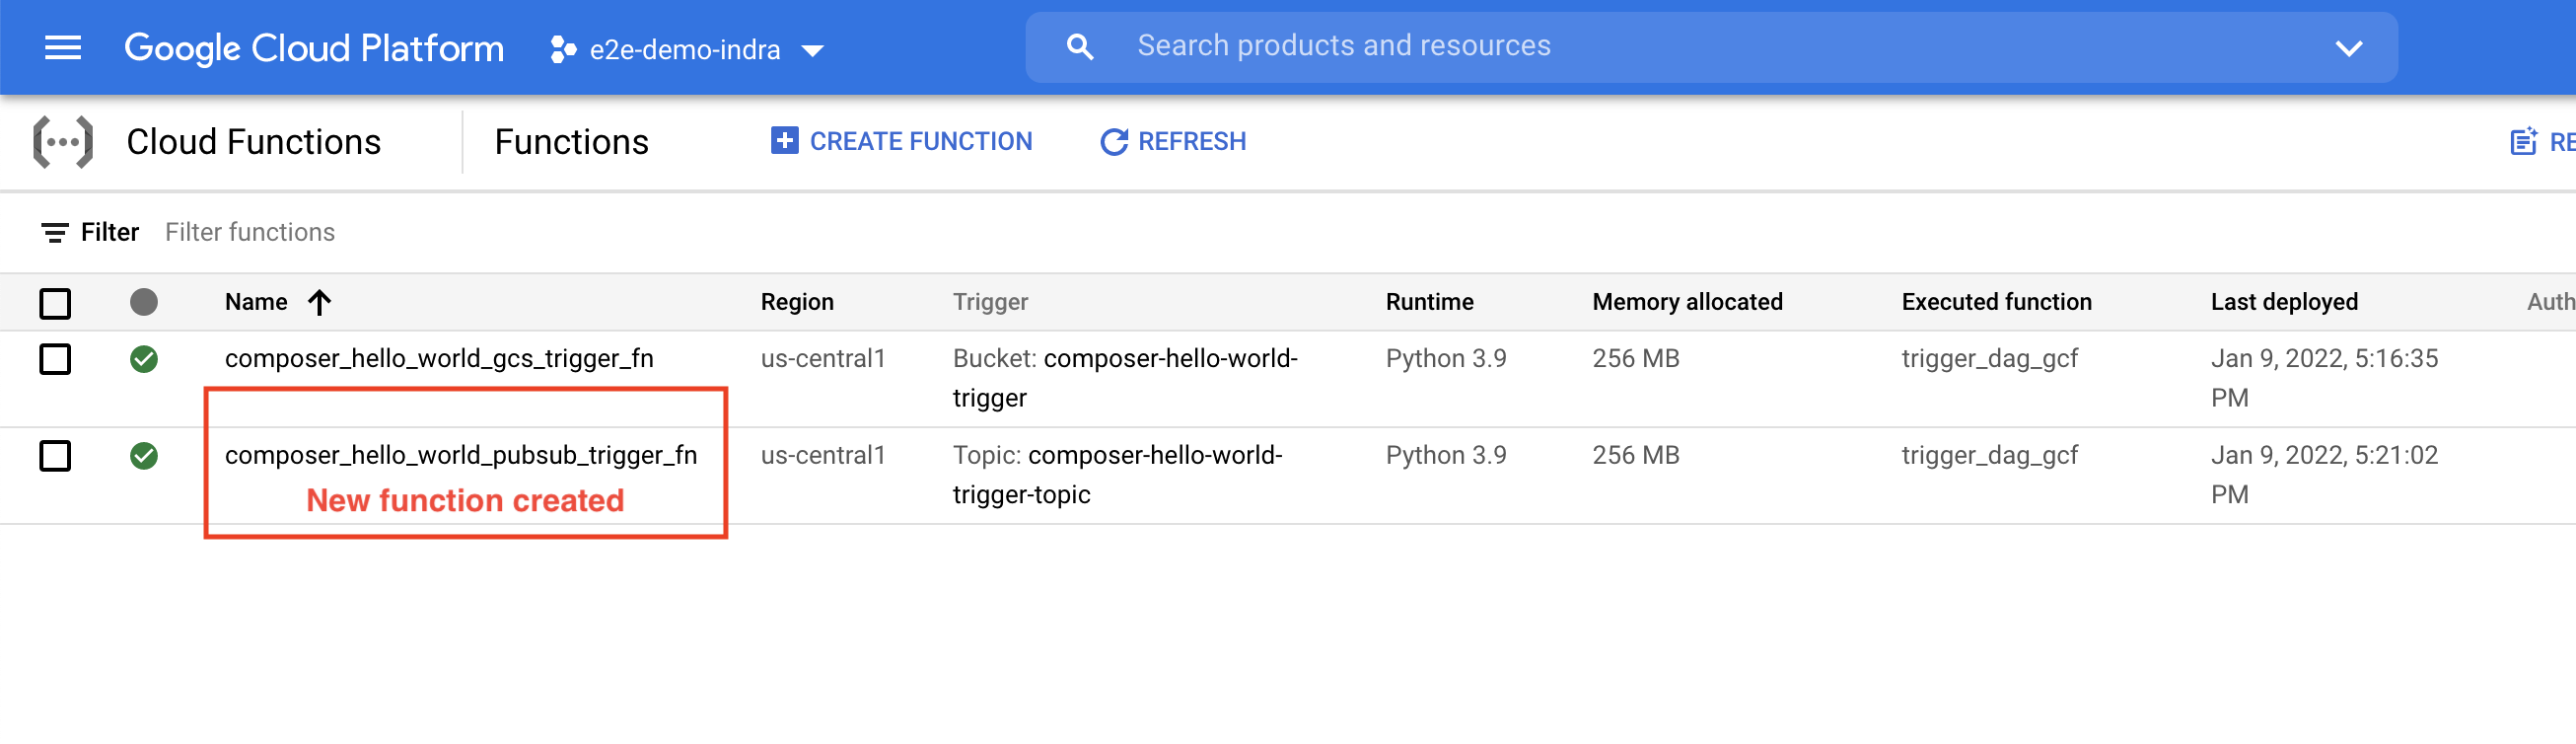 Google Cloud Platform e2e-demo-indra Search products and resources
Cloud Functions Functions CREATE FUNCTION REFRESH RE
Filter Filter functions
Name Region Trigger Runtime Memory allocated Executed function Last deployed Auth
composer_hello_world_gcs_trigger_fn us-central1 Bucket: composer-hello-world- Python 3.9 256 MB trigger_dag_gcf Jan 9, 2022, 5:16:35
trigger PM
composer_hello_world_pubsub_trigger_fn us-central1 Topic: composer-hello-world- Python 3.9 256 MB trigger_dag_gcf Jan 9, 2022, 5:21:02
New function created trigger-topic PM